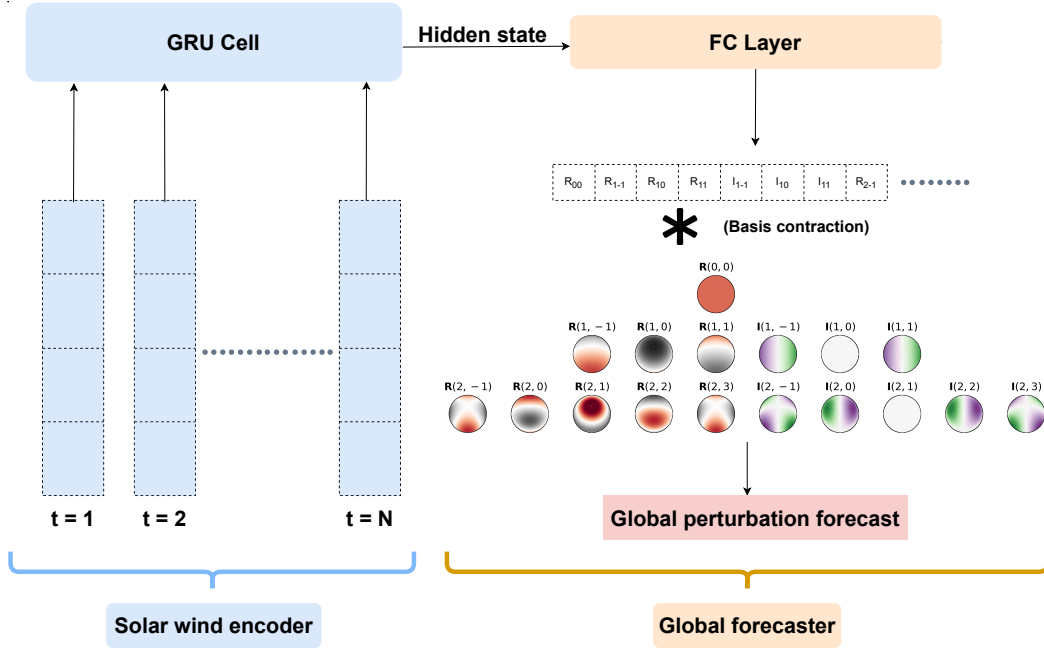 GRU Cell
Hidden state
FC Layer
R00 R1-1 R10 R11 I1-1 I10 I11 R2-1
* (Basis contraction)
R(0, 0)
R(1, −1) R(1, 0) R(1, 1) I(1, −1) I(1, 0) I(1, 1)
R(2, −1) R(2, 0) R(2, 1) R(2, 2) R(2, 3) I(2, −1) I(2, 0) I(2, 1) I(2, 2) I(2, 3)
t = 1 t = 2 t = N
Global perturbation forecast
Solar wind encoder
Global forecaster